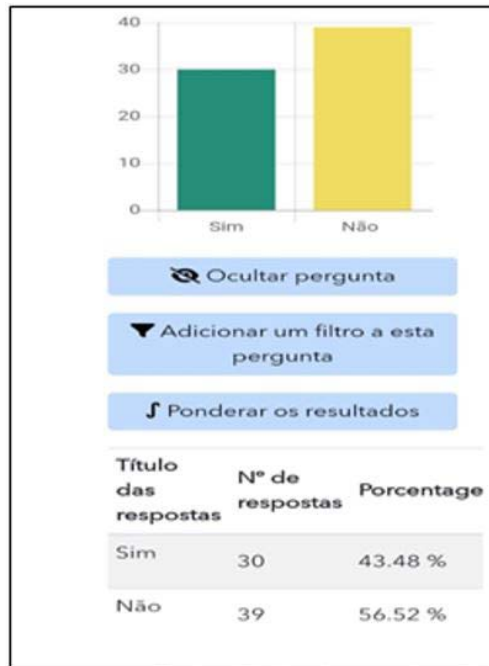 40
30
20
10
0
Sim Não
Ocultar pergunta
Adicionar um filtro a esta
pergunta
Ponderar os resultados
Título
das
respostas
Nº de
respostas
Porcentage
Sim 30 43.48 %
Não 39 56.52 %